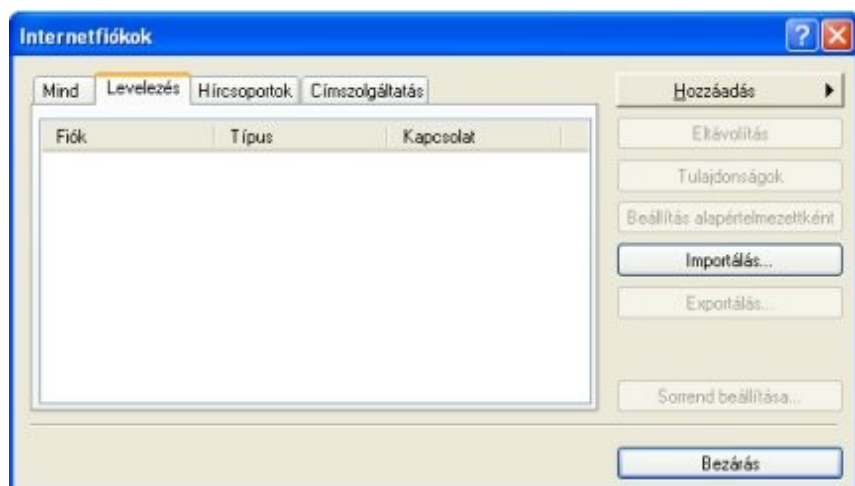 Internetfiókok
Mind Levelezés Hírcsoportok Címszolgáltatás
Fiók Típus Kapcsolat
Hozzáadás
Eltávolítás
Tulajdonságok
Beállítás alapértelmezettként
Importálás...
Exportálás...
Sorrend beállítása...
Bezárás